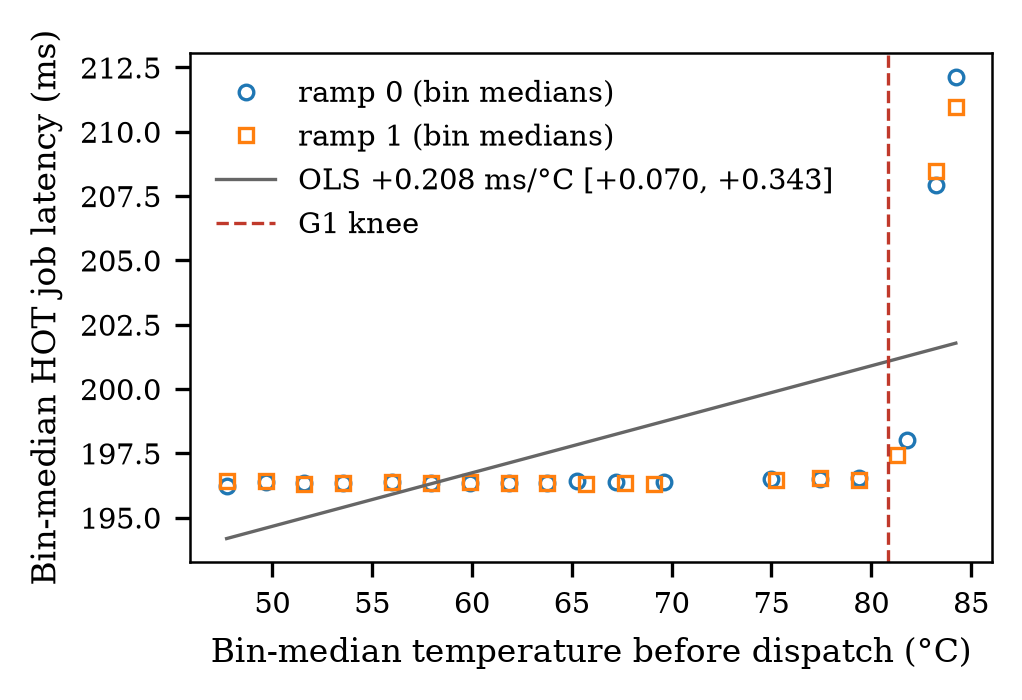 Bin-median HOT job latency (ms)
212.5
210.0
207.5
205.0
202.5
200.0
197.5
195.0
ramp 0 (bin medians)
ramp 1 (bin medians)
OLS +0.208 ms/°C [+0.070, +0.343]
G1 knee
50 55 60 65 70 75 80 85
Bin-median temperature before dispatch (°C)